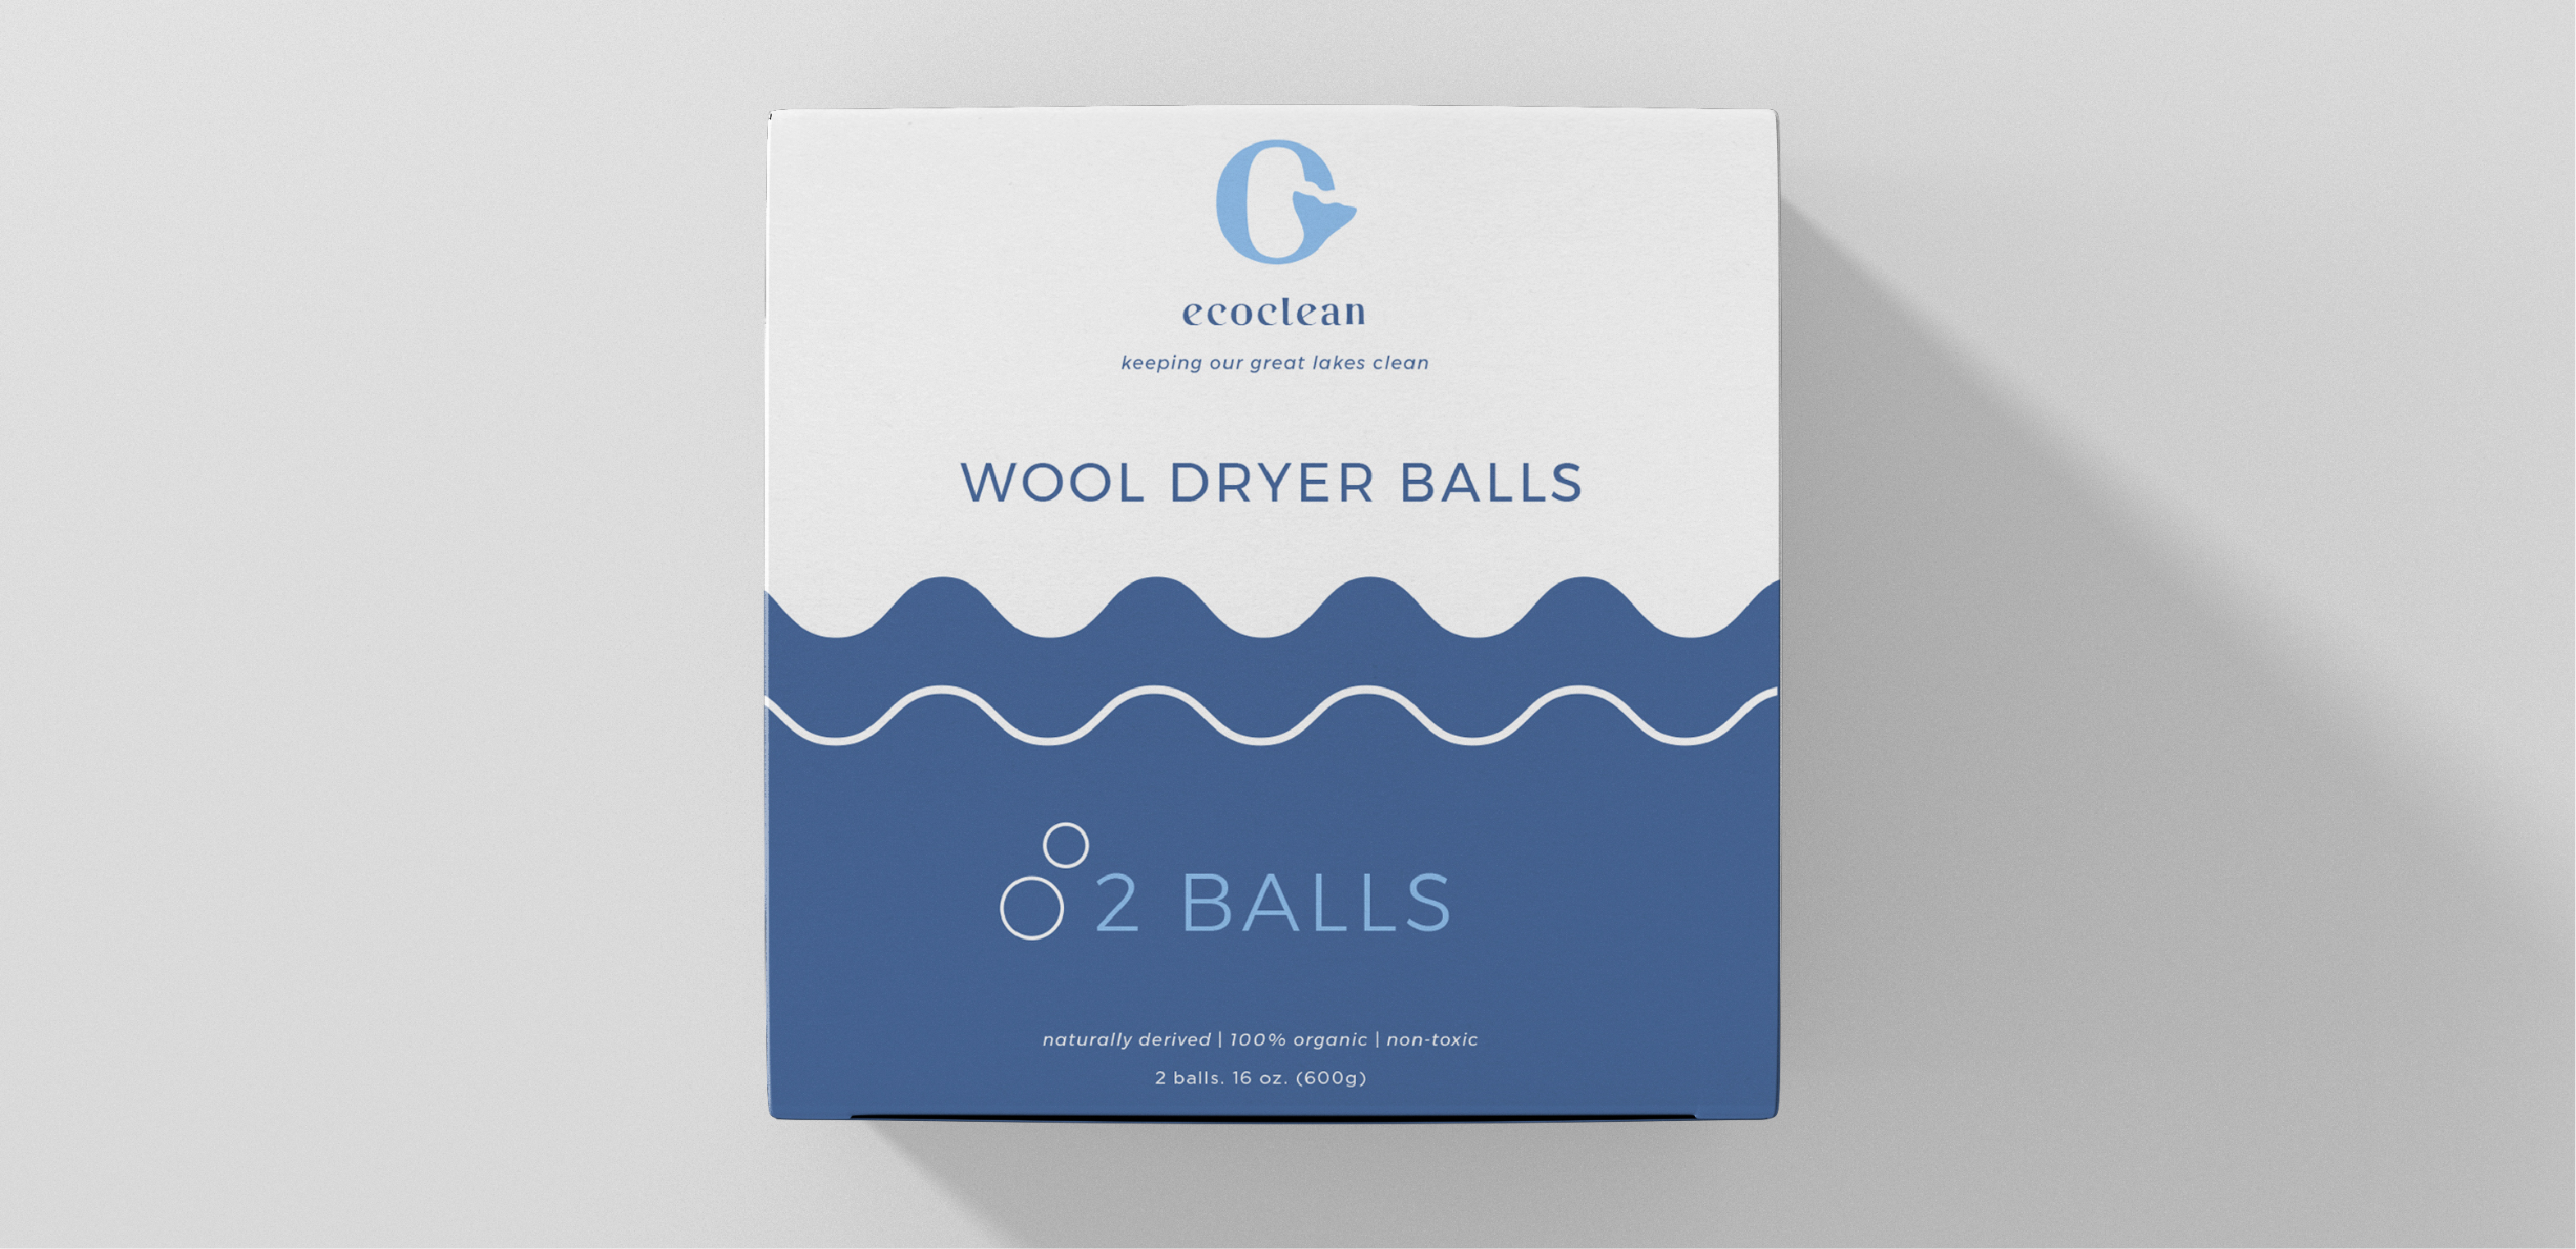 ecoclean
keeping our great lakes clean
WOOL DRYER BALLS
2 BALLS
naturally derived | 100% organic | non-toxic
2 balls. 16 oz. (600g)